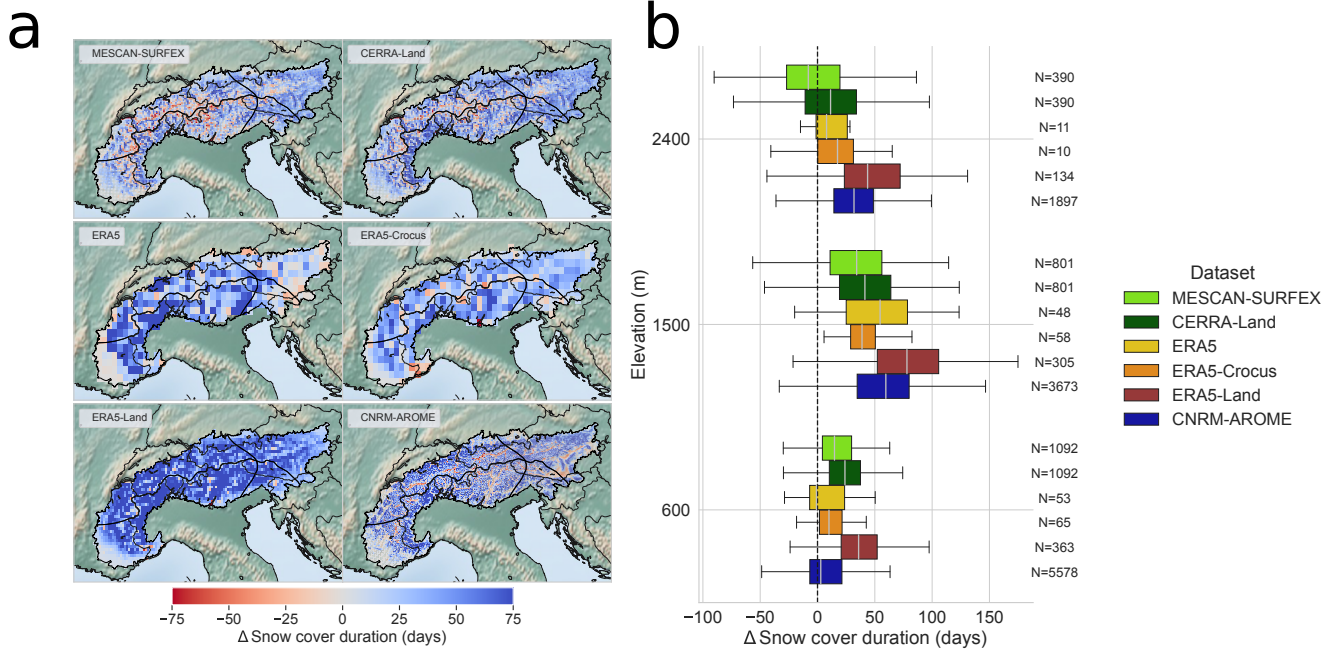 a
MESCAN-SURFEX
CERRA-Land
ERA5
ERA5-Crocus
ERA5-Land
CNRM-AROME
−75 −50 −25 0 25 50 75
Δ Snow cover duration (days)
b
Elevation (m)
2400
1500
600
N=390
N=390
N=11
N=10
N=134
N=1897
N=801
N=801
N=48
N=58
N=305
N=3673
N=1092
N=1092
N=53
N=65
N=363
N=5578
−100 −50 0 50 100 150
Δ Snow cover duration (days)
Dataset
MESCAN-SURFEX
CERRA-Land
ERA5
ERA5-Crocus
ERA5-Land
CNRM-AROME